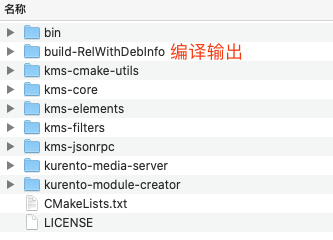 名称
bin
build-RelWithDebInfo 编译输出
kms-cmake-utils
kms-core
kms-elements
kms-filters
kms-jsonrpc
kurento-media-server
kurento-module-creator
CMakeLists.txt
LICENSE